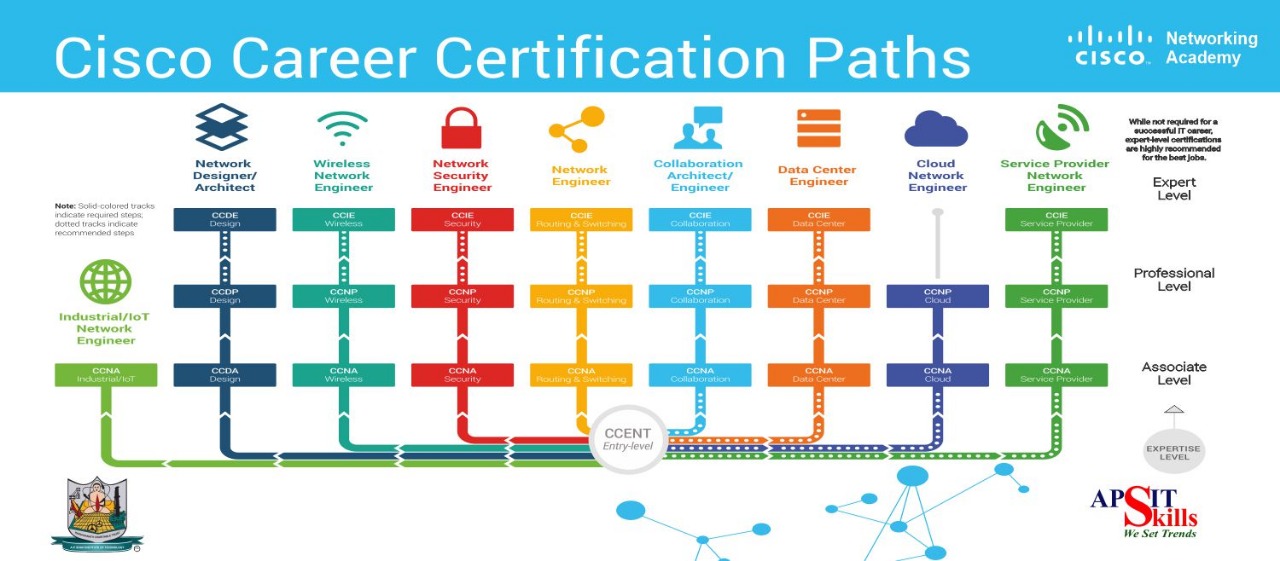 Cisco Career Certification Paths
CISCO
Networking
Academy
Network
Designer/
Architect
Wireless
Network
Engineer
Network
Security
Engineer
Network
Engineer
Collaboration
Architect/
Engineer
Data Center
Engineer
Cloud
Network
Engineer
Service Provider
Network
Engineer
While not required for a
successful IT career,
expert-level certifications
are highly recommended
for the best jobs.
Expert
Level
Note: Solid-colored tracks
indicate required steps,
dotted tracks indicate
recommended steps
CCDE
Design
CCIE
Wireless
CCIE
Security
CCIE
Routing & Switching
CCIE
Collaboration
CCIE
Data Center
CCIE
Service Provider
Industrial/IoT
Network
Engineer
CCDP
Design
CCNP
Wireless
CCNP
Security
CCNP
Routing & Switching
CCNP
Collaboration
CCNP
Data Center
CCNP
Cloud
CCNP
Service Provider
Professional
Level
CCNA
Industrial/IoT
CCDA
Design
CCNA
Wireless
CCNA
Security
CCNA
Routing & Switching
CCNA
Collaboration
CCNA
Data Center
CCNA
Cloud
CCNA
Service Provider
Associate
Level
CCENT
Entry-level
EXPERTISE
LEVEL
APSIT
Skills
We Set Trends